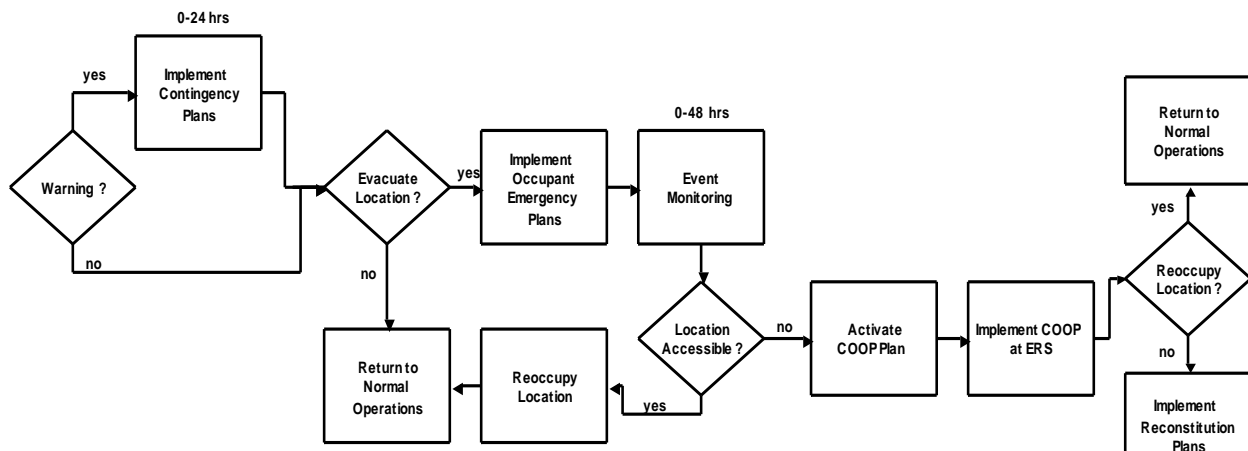 0-24 hrs
yes
Implement
Contingency
Plans
Warning ?
no
Evacuate
Location ?
yes
no
Implement
Occupant
Emergency
Plans
0-48 hrs
Event
Monitoring
Location
Accessible ?
no
yes
Reoccupy
Location
Return to
Normal
Operations
Activate
COOP Plan
Implement COOP
at ERS
Reoccupy
Location ?
yes
Return to
Normal
Operations
no
Implement
Reconstitution
Plans